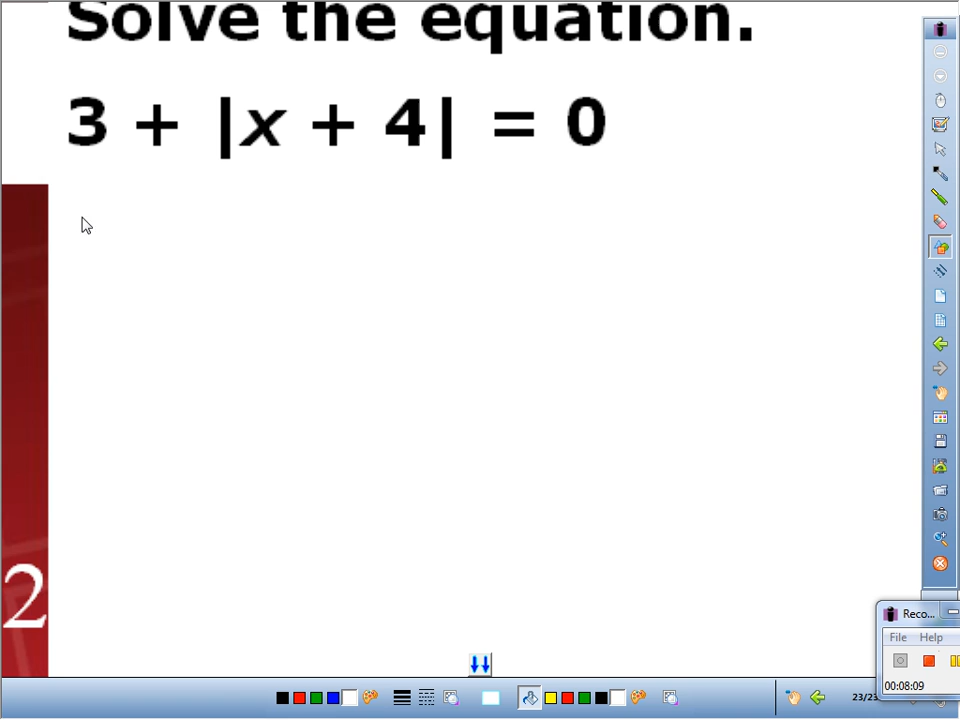 Solve the equation.
3 + |x + 4| = 0
2
Reco...
File Help
00:08:09
23/23